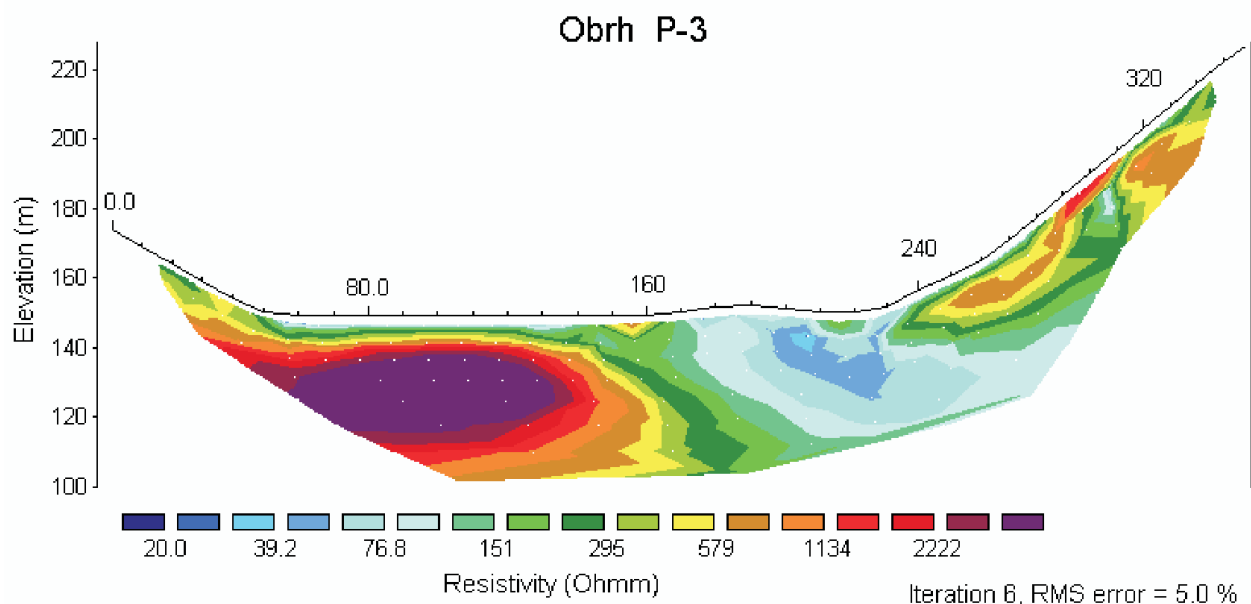 Obrh P-3
220
200
180
160
140
120
100
Elevation (m)
0.0
80.0
160
240
320
20.0 39.2 76.8 151 295 579 1134 2222
Resistivity (Ohmm)
Iteration 6, RMS error = 5.0 %